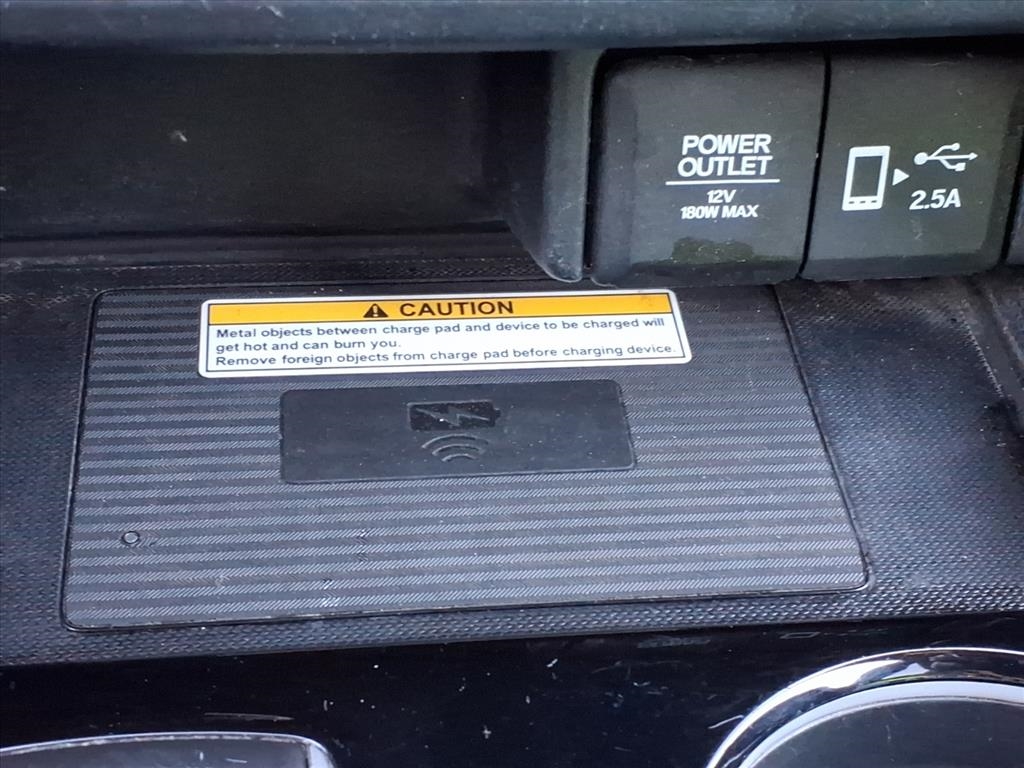 POWER
OUTLET
12V
180W MAX
2.5A
CAUTION
Metal objects between charge pad and device to be charged will
get hot and can burn you.
Remove foreign objects from charge pad before charging device.